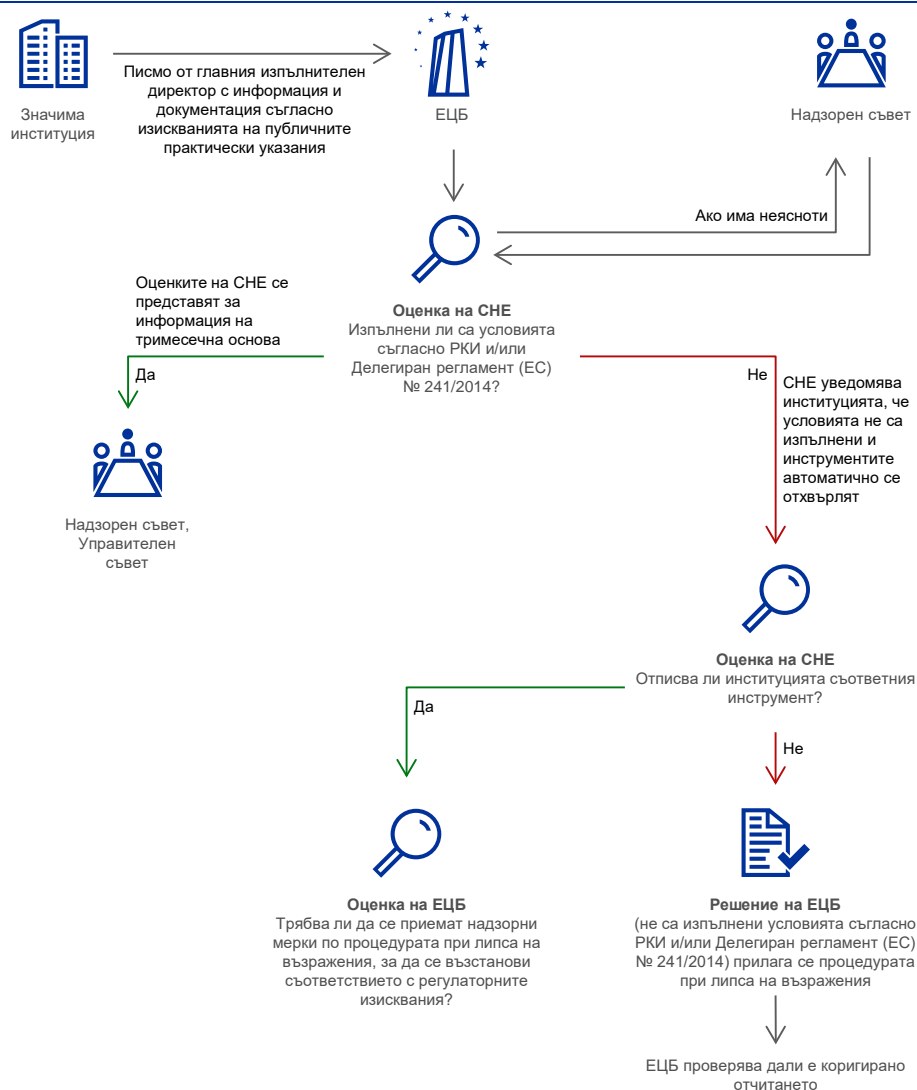 Значима
институция
Писмо от главния изпълнителен
директор с информация и
документация съгласно
изискванията на публичните
практически указания
ЕЦБ
Надзорен съвет
Ако има неясноти
Оценка на СНЕ
Изпълнени ли са условията
съгласно РКИ и/или
Делегиран регламент (ЕС)
№ 241/2014?
Оценките на СНЕ се
представят за
информация на
тримесечна основа
Да
Надзорен съвет,
Управителен
съвет
Не
СНЕ уведомява
институцията, че
условията не са
изпълнени и
инструментите
автоматично се
отхвърлят
Оценка на СНЕ
Отписва ли институцията съответния
инструмент?
Да
Не
Оценка на ЕЦБ
Трябва ли да се приемат надзорни
мерки по процедурата при липса на
възражения, за да се възстанови
съответствието с регулаторните
изисквания?
Решение на ЕЦБ
(не са изпълнени условията съгласно
РКИ и/или Делегиран регламент (ЕС)
№ 241/2014) прилага се процедурата
при липса на възражения
ЕЦБ проверява дали е коригирано
отчитането